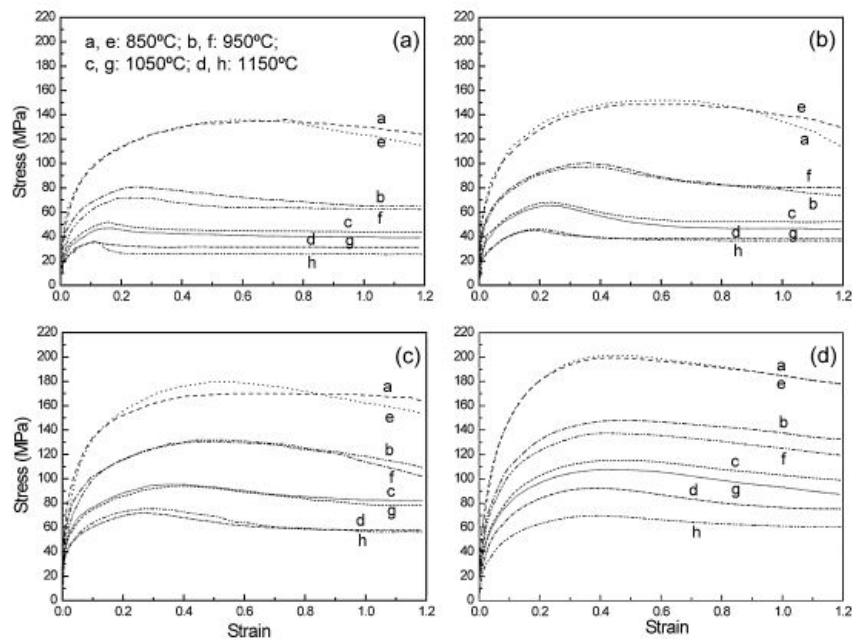 220
200
180
160
140
120
100
80
60
40
20
0
Stress (MPa)
(a)
a, e: 850ºC; b, f: 950ºC;
c, g: 1050ºC; d, h: 1150ºC
a
e
b
f
c
d g
h
0.0 0.2 0.4 0.6 0.8 1.0 1.2
220
200
180
160
140
120
100
80
60
40
20
0
(b)
e
a
f
b
c
d g
h
0.0 0.2 0.4 0.6 0.8 1.0 1.2
220
200
180
160
140
120
100
80
60
40
20
0
Stress (MPa)
(c)
a
e
b
f
c
g
d
h
0.0 0.2 0.4 0.6 0.8 1.0 1.2
Strain
220
200
180
160
140
120
100
80
60
40
20
0
(d)
a
e
b
f
c
d g
h
0.0 0.2 0.4 0.6 0.8 1.0 1.2
Strain